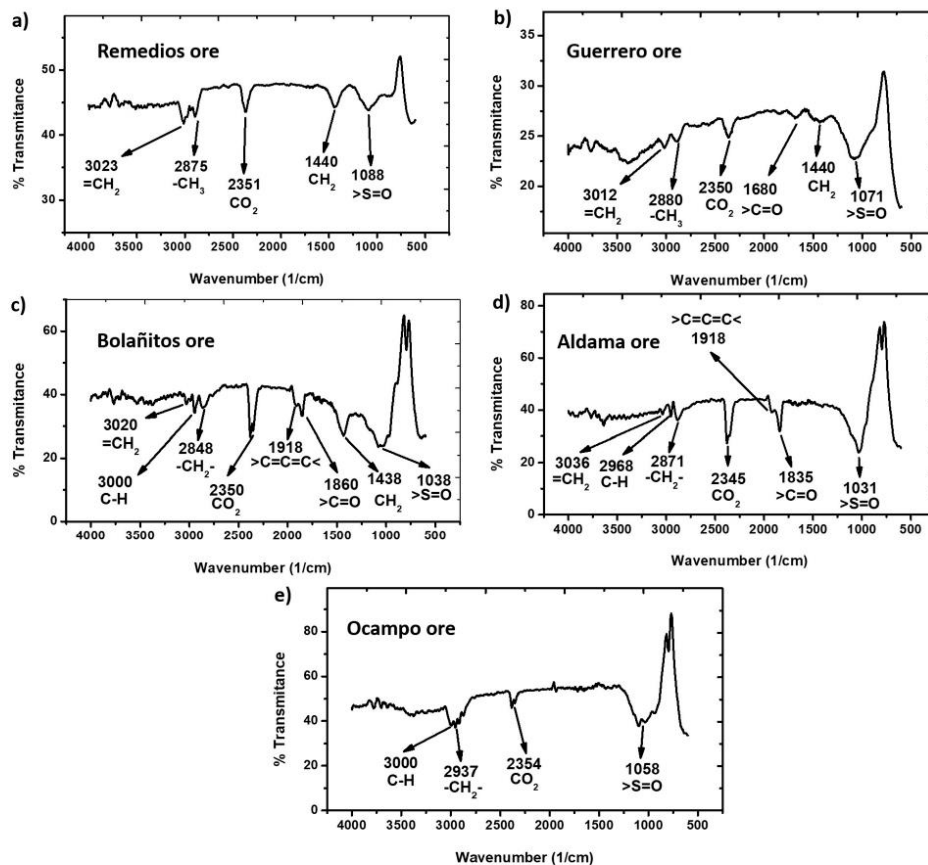 a)
Remedios ore
% Transmitance
50
40
30
3023
=CH₂
2875
-CH₃
2351
CO₂
1440
CH₂
1088
>S=O
4000 3500 3000 2500 2000 1500 1000 500
Wavenumber (1/cm)
b)
Guerrero ore
% Transmitance
35
30
25
20
3012
=CH₂
2880
-CH₃
2350
CO₂
1680
>C=O
1440
CH₂
1071
>S=O
4000 3500 3000 2500 2000 1500 1000 500
Wavenumber (1/cm)
c)
Bolañitos ore
% Transmitance
60
40
20
0
3020
=CH₂
3000
C-H
2848
-CH₂-
2350
CO₂
1918
>C=C=C<
1860
>C=O
1438
CH₂
1038
>S=O
4000 3500 3000 2500 2000 1500 1000 500
Wavenumber (1/cm)
d)
Aldama ore
% Transmitance
80
60
40
20
0
>C=C=C<
1918
3036
=CH₂
2968
C-H
2871
-CH₂-
2345
CO₂
1835
>C=O
1031
>S=O
4000 3500 3000 2500 2000 1500 1000 500
Wavenumber (1/cm)
e)
Ocampo ore
% Transmitance
80
60
40
20
0
3000
C-H
2937
-CH₂-
2354
CO₂
1058
>S=O
4000 3500 3000 2500 2000 1500 1000 500
Wavenumber (1/cm)